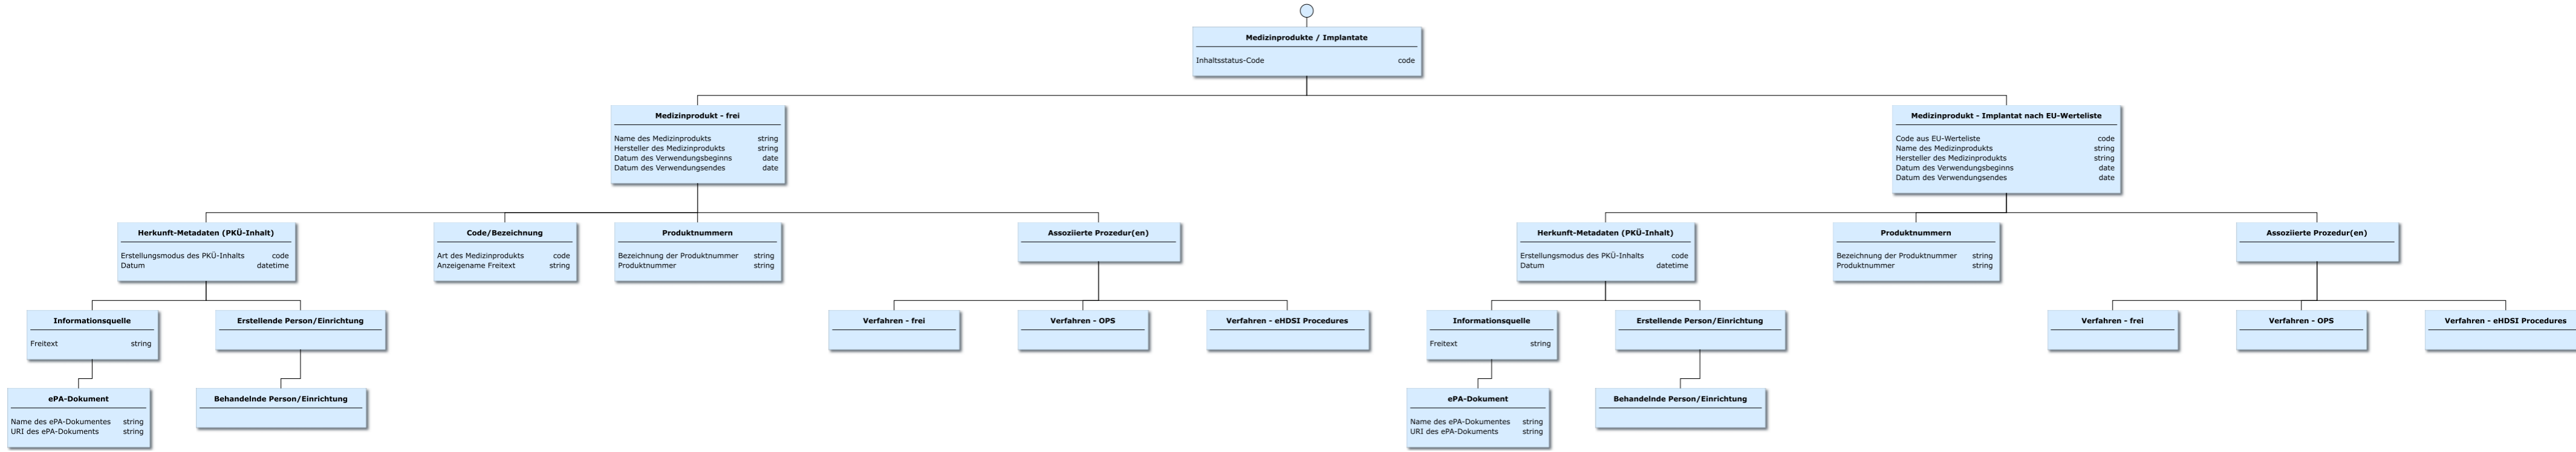 Medizinprodukte / Implantate
Inhaltsstatus-Code code
Medizinprodukt - frei
Name des Medizinprodukts string
Hersteller des Medizinprodukts string
Datum des Verwendungsbeginns date
Datum des Verwendungsendes date
Medizinprodukt - Implantat nach EU-Werteliste
Code aus EU-Werteliste code
Name des Medizinprodukts string
Hersteller des Medizinprodukts string
Datum des Verwendungsbeginns date
Datum des Verwendungsendes date
Herkunft-Metadaten (PKÜ-Inhalt)
Erstellungsmodus des PKÜ-Inhalts code
Datum datetime
Code/Bezeichnung
Art des Medizinprodukts code
Anzeigename Freitext string
Produktnummern
Bezeichnung der Produktnummer string
Produktnummer string
Assoziierte Prozedur(en)
Herkunft-Metadaten (PKÜ-Inhalt)
Erstellungsmodus des PKÜ-Inhalts code
Datum datetime
Produktnummern
Bezeichnung der Produktnummer string
Produktnummer string
Assoziierte Prozedur(en)
Informationsquelle
Freitext string
Erstellende Person/Einrichtung
Verfahren - frei
Verfahren - OPS
Verfahren - eHDSI Procedures
Informationsquelle
Freitext string
Erstellende Person/Einrichtung
Verfahren - frei
Verfahren - OPS
Verfahren - eHDSI Procedures
ePA-Dokument
Name des ePA-Dokumentes string
URI des ePA-Dokuments string
Behandelnde Person/Einrichtung
ePA-Dokument
Name des ePA-Dokumentes string
URI des ePA-Dokuments string
Behandelnde Person/Einrichtung